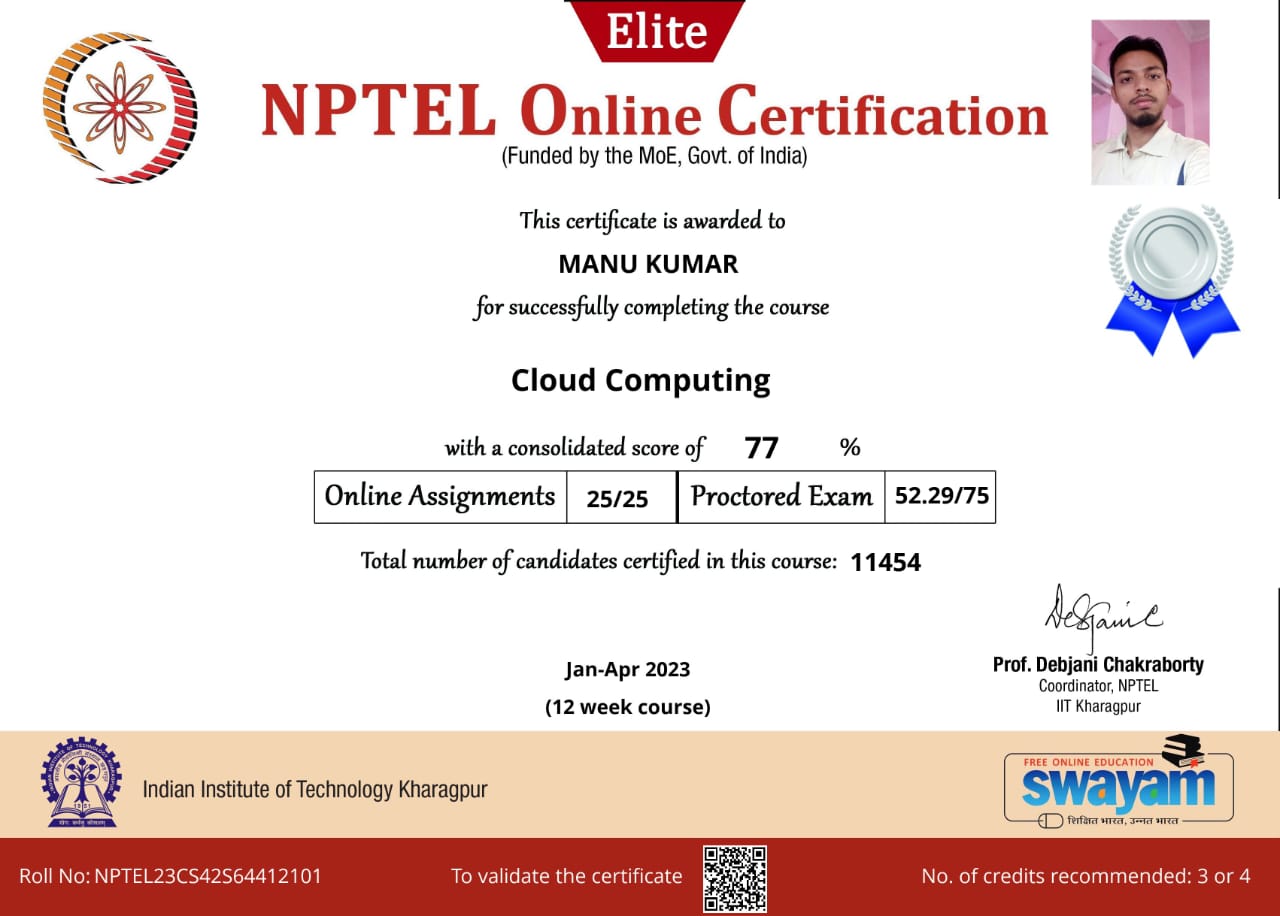 Elite
NPTEL Online Certification
(Funded by the MoE, Govt. of India)
This certificate is awarded to
MANU KUMAR
for successfully completing the course
Cloud Computing
with a consolidated score of 77 %
Online Assignments 25/25 Proctored Exam 52.29/75
Total number of candidates certified in this course: 11454
Prof. Debjani Chakraborty
Coordinator, NPTEL
IIT Kharagpur
Jan-Apr 2023
(12 week course)
Indian Institute of Technology Kharagpur
FREE ONLINE EDUCATION
swayam
शिक्षित भारत, उन्नत भारत
Roll No: NPTEL23CS42S64412101
To validate the certificate
No. of credits recommended: 3 or 4